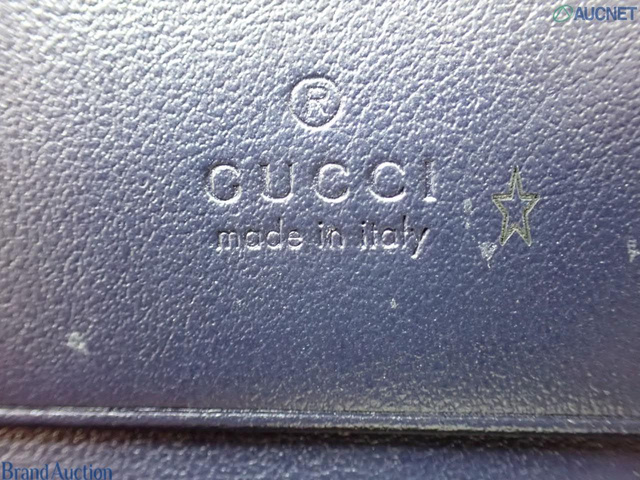 AUCNET
®
GUCCI
made in italy
Brand Auction